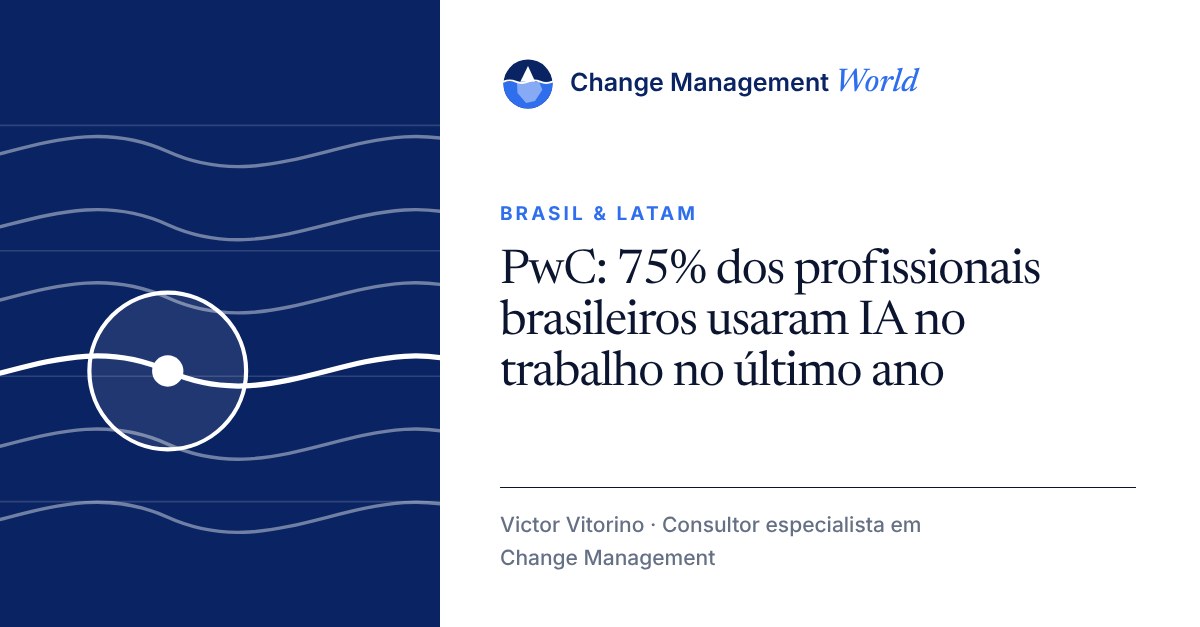 Change Management World
BRASIL & LATAM
PwC: 75% dos profissionais
brasileiros usaram IA no
trabalho no último ano
Victor Vitorino · Consultor especialista em
Change Management